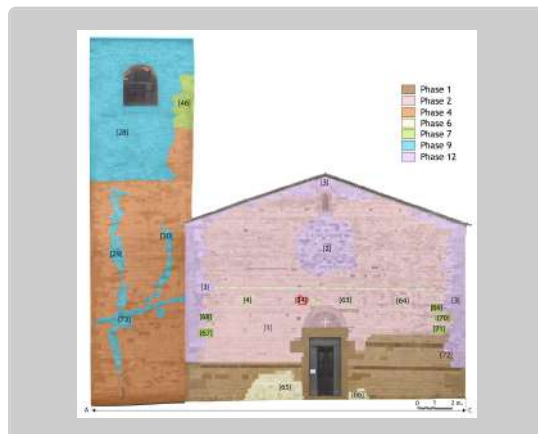 Phase 1
Phase 2
Phase 4
Phase 6
Phase 7
Phase 9
Phase 12
[46]
[28]
[3]
[2]
[30]
[29]
[3]
[4]
[63]
[64]
[3]
[68]
[70]
[73]
[1]
[67]
[71]
[72]
[65]
[66]
0 1 2 m
A
C